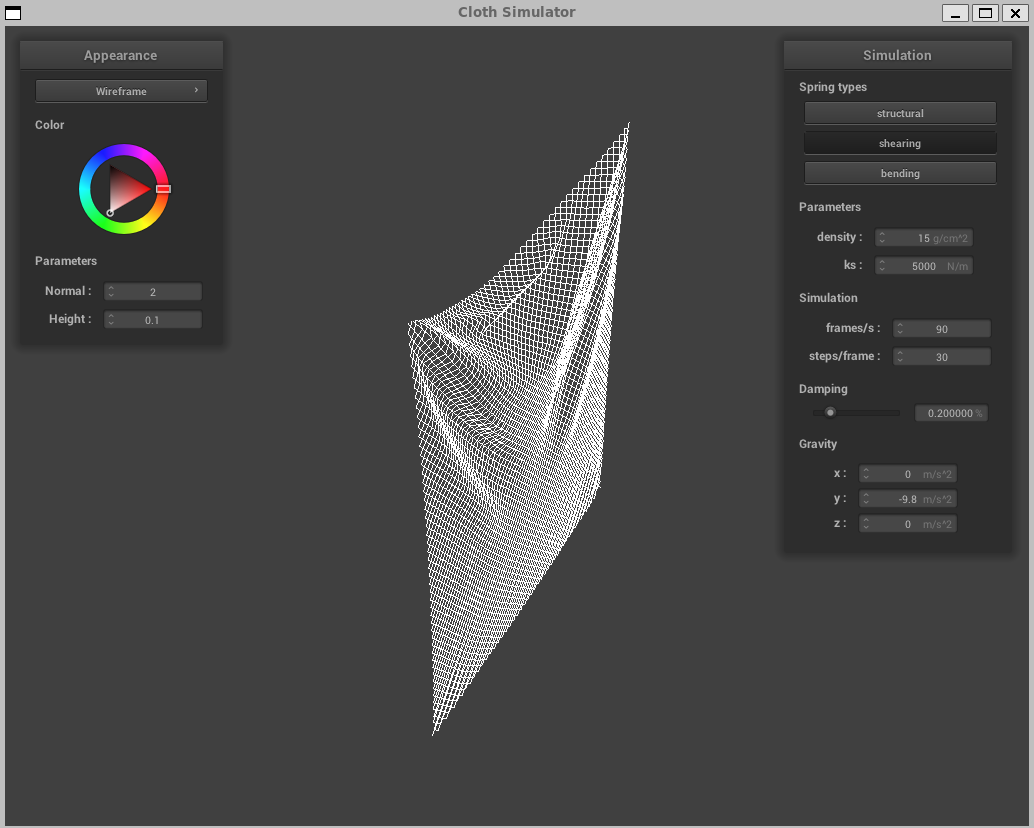 Cloth Simulator
Appearance
Wireframe
Color
Parameters
Normal : 2
Height : 0.1
Simulation
Spring types
structural
shearing
bending
Parameters
density : 15 g/cm^2
ks : 5000 N/m
Simulation
frames/s : 90
steps/frame : 30
Damping
0.200000 %
Gravity
x : 0 m/s^2
y : -9.8 m/s^2
z : 0 m/s^2